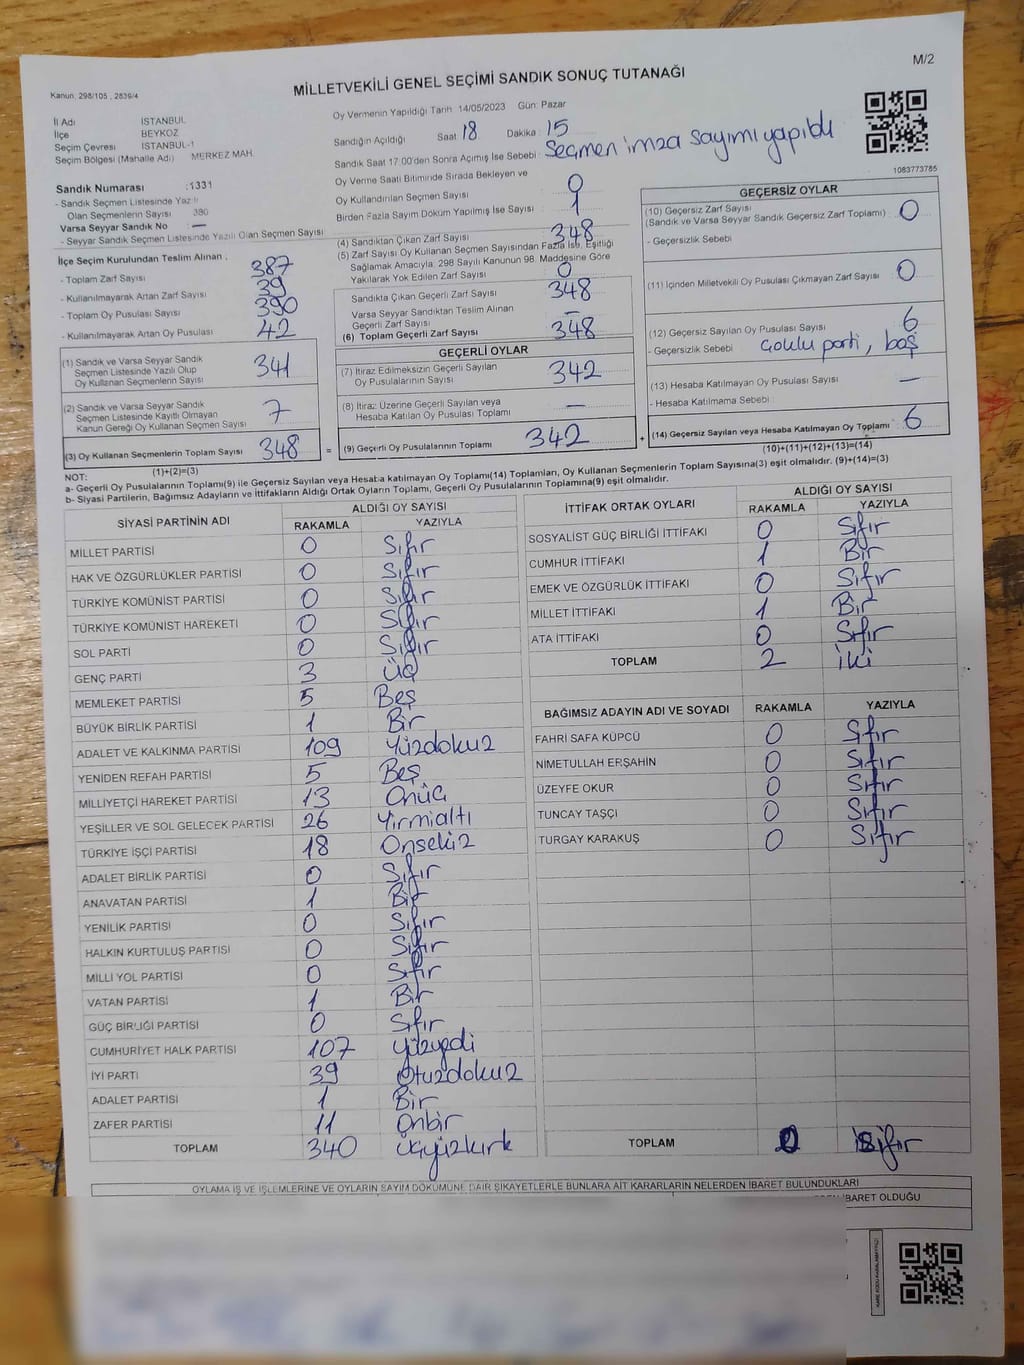 M/2
Kanun: 298/105 , 2839/4
MİLLETVEKİLİ GENEL SEÇİMİ SANDIK SONUÇ TUTANAĞI
İl Adı İSTANBUL
İlçe BEYKOZ
Seçim Çevresi İSTANBUL-1
Seçim Bölgesi (Mahalle Adı) MERKEZ MAH.
Oy Vermenin Yapıldığı Tarih 14/05/2023 Gün: Pazar
Sandığın Açıldığı Saat 18 Dakika : 15
Sandık Saat 17:00'den Sonra Açılmış İse Sebebi : Seçmen imza sayımı yapıldı
1083773785
Sandık Numarası :1331
- Sandık Seçmen Listesinde Yazılı
Olan Seçmenlerin Sayısı 380
Varsa Seyyar Sandık No —
- Seyyar Sandık Seçmen Listesinde Yazılı Olan Seçmen Sayısı
Oy Verme Saati Bitiminde Sırada Bekleyen ve
Oy Kullandırılan Seçmen Sayısı 0
Birden Fazla Sayım Döküm Yapılmış İse Sayısı 1
İlçe Seçim Kurulundan Teslim Alınan :
- Toplam Zarf Sayısı 387
- Kullanılmayarak Artan Zarf Sayısı 39
- Toplam Oy Pusulası Sayısı 390
- Kullanılmayarak Artan Oy Pusulası 42
(4) Sandıktan Çıkan Zarf Sayısı 348
(5) Zarf Sayısı Oy Kullanan Seçmen Sayısından Fazla İse, Eşitliği
Sağlamak Amacıyla; 298 Sayılı Kanunun 98. Maddesine Göre
Yakılarak Yok Edilen Zarf Sayısı 0
Sandıkta Çıkan Geçerli Zarf Sayısı 348
Varsa Seyyar Sandıktan Teslim Alınan
Geçerli Zarf Sayısı —
(6) Toplam Geçerli Zarf Sayısı 348
GEÇERSİZ OYLAR
(10) Geçersiz Zarf Sayısı
(Sandık ve Varsa Seyyar Sandık Geçersiz Zarf Toplamı) 0
- Geçersizlik Sebebi
(11) İçinden Milletvekili Oy Pusulası Çıkmayan Zarf Sayısı 0
(12) Geçersiz Sayılan Oy Pusulası Sayısı 6
- Geçersizlik Sebebi Çoklu parti, boş
(13) Hesaba Katılmayan Oy Pusulası Sayısı —
- Hesaba Katılmama Sebebi
(14) Geçersiz Sayılan veya Hesaba Katılmayan Oy Toplamı 6
(10)+(11)+(12)+(13)=(14)
(1) Sandık ve Varsa Seyyar Sandık
Seçmen Listesinde Yazılı Olup
Oy Kullanan Seçmenlerin Sayısı 341
(2) Sandık ve Varsa Seyyar Sandık
Seçmen Listesinde Kayıtlı Olmayan
Kanun Gereği Oy Kullanan Seçmen Sayısı 7
(3) Oy Kullanan Seçmenlerin Toplam Sayısı 348
(1)+(2)=(3)
GEÇERLİ OYLAR
(7) İtiraz Edilmeksizin Geçerli Sayılan
Oy Pusulalarının Sayısı 342
(8) İtiraz Üzerine Geçerli Sayılan veya
Hesaba Katılan Oy Pusulası Toplamı —
= (9) Geçerli Oy Pusulalarının Toplamı 342 +
NOT:
a- Geçerli Oy Pusulalarının Toplamı(9) ile Geçersiz Sayılan veya Hesaba katılmayan Oy Toplamı(14) Toplamları, Oy Kullanan Seçmenlerin Toplam Sayısına(3) eşit olmalıdır. (9)+(14)=(3)
b- Siyasi Partilerin, Bağımsız Adayların ve İttifakların Aldığı Ortak Oyların Toplamı, Geçerli Oy Pusulalarının Toplamına(9) eşit olmalıdır.
SİYASİ PARTİNİN ADI ALDIĞI OY SAYISI
RAKAMLA YAZIYLA
MİLLET PARTİSİ 0 Sıfır
HAK VE ÖZGÜRLÜKLER PARTİSİ 0 Sıfır
TÜRKİYE KOMÜNİST PARTİSİ 0 Sıfır
TÜRKİYE KOMÜNİST HAREKETİ 0 Sıfır
SOL PARTİ 0 Sıfır
GENÇ PARTİ 3 Üç
MEMLEKET PARTİSİ 5 Beş
BÜYÜK BİRLİK PARTİSİ 1 Bir
ADALET VE KALKINMA PARTİSİ 109 Yüzdokuz
YENİDEN REFAH PARTİSİ 5 Beş
MİLLİYETÇİ HAREKET PARTİSİ 13 Onüç
YEŞİLLER VE SOL GELECEK PARTİSİ 26 Yirmialtı
TÜRKİYE İŞÇİ PARTİSİ 18 Onsekiz
ADALET BİRLİK PARTİSİ 0 Sıfır
ANAVATAN PARTİSİ 1 Bir
YENİLİK PARTİSİ 0 Sıfır
HALKIN KURTULUŞ PARTİSİ 0 Sıfır
MİLLİ YOL PARTİSİ 0 Sıfır
VATAN PARTİSİ 1 Bir
GÜÇ BİRLİĞİ PARTİSİ 0 Sıfır
CUMHURİYET HALK PARTİSİ 107 Yüzyedi
İYİ PARTİ 39 Otuzdokuz
ADALET PARTİSİ 1 Bir
ZAFER PARTİSİ 11 Onbir
TOPLAM 340 Üçyüzkırk
İTTİFAK ORTAK OYLARI ALDIĞI OY SAYISI
RAKAMLA YAZIYLA
SOSYALİST GÜÇ BİRLİĞİ İTTİFAKI 0 Sıfır
CUMHUR İTTİFAKI 1 Bir
EMEK VE ÖZGÜRLÜK İTTİFAKI 0 Sıfır
MİLLET İTTİFAKI 1 Bir
ATA İTTİFAKI 0 Sıfır
TOPLAM 2 İki
BAĞIMSIZ ADAYIN ADI VE SOYADI RAKAMLA YAZIYLA
FAHRİ SAFA KÜPCÜ 0 Sıfır
NİMETULLAH ERŞAHİN 0 Sıfır
ÜZEYFE OKUR 0 Sıfır
TUNCAY TAŞÇI 0 Sıfır
TURGAY KARAKUŞ 0 Sıfır
TOPLAM 0 Sıfır
OYLAMA İŞ VE İŞLEMLERİNE VE OYLARIN SAYIM DÖKÜMÜNE DAİR ŞİKAYETLERLE BUNLARA AİT KARARLARIN NELERDEN İBARET BULUNDUKLARI
İBARET OLDUĞU